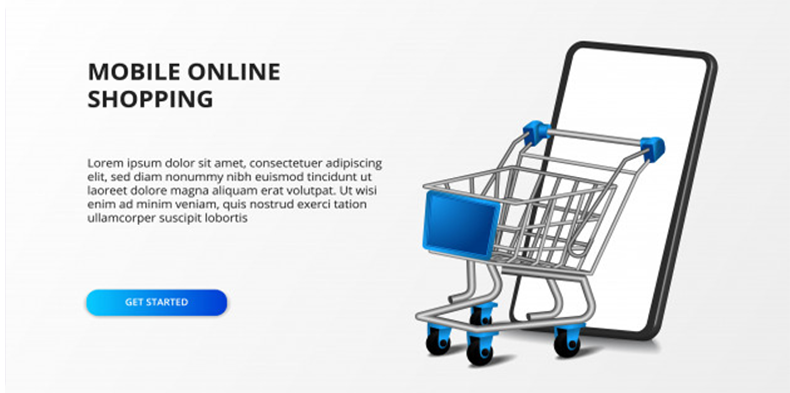 MOBILE ONLINE
SHOPPING
Lorem ipsum dolor sit amet, consectetuer adipiscing
elit, sed diam nonummy nibh euismod tincidunt ut
laoreet dolore magna aliquam erat volutpat. Ut wisi
enim ad minim veniam, quis nostrud exerci tation
ullamcorper suscipit lobortis
GET STARTED